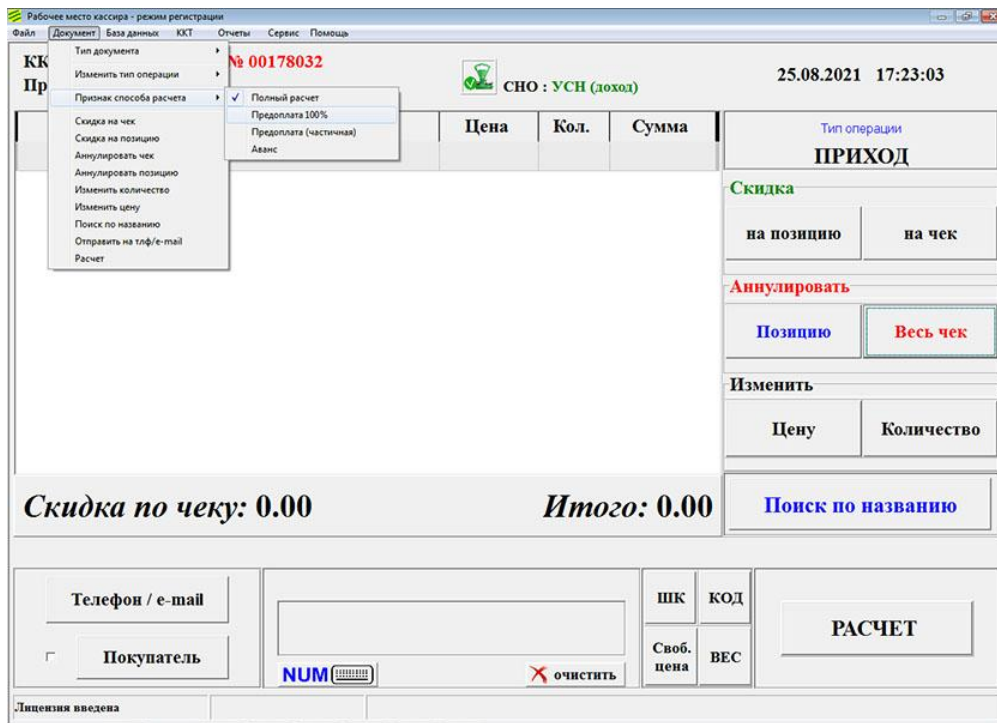 Рабочее место кассира - режим регистрации
Файл Документ База данных ККТ Отчеты Сервис Помощь
КК
№ 00178032
Пр
СНО : УСН (доход)
25.08.2021 17:23:03
Тип документа
Изменить тип операции
Признак способа расчета
Скидка на чек
Скидка на позицию
Аннулировать чек
Аннулировать позицию
Изменить количество
Изменить цену
Поиск по названию
Отправить на тлф/e-mail
Расчет
Полный расчет
Предоплата 100%
Предоплата (частичная)
Аванс
Цена Кол. Сумма
Тип операции
ПРИХОД
Скидка
на позицию на чек
Аннулировать
Позицию Весь чек
Изменить
Цену Количество
Скидка по чеку: 0.00 Итого: 0.00
Поиск по названию
Телефон / e-mail
Покупатель
NUM
очистить
ШК КОД
Своб. цена ВЕС
РАСЧЕТ
Лицензия введена